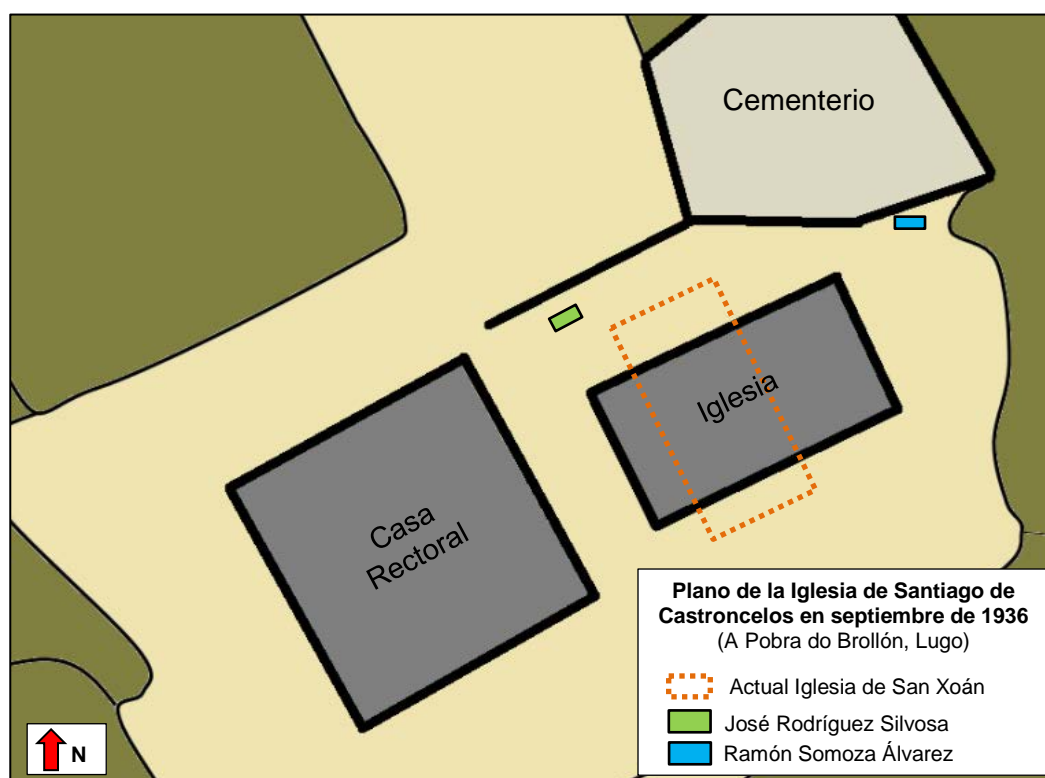 Cementerio
Iglesia
Casa
Rectoral
Plano de la Iglesia de Santiago de
Castroncelos en septiembre de 1936
(A Pobra do Brollón, Lugo)
Actual Iglesia de San Xoán
José Rodríguez Silvosa
Ramón Somoza Álvarez
N